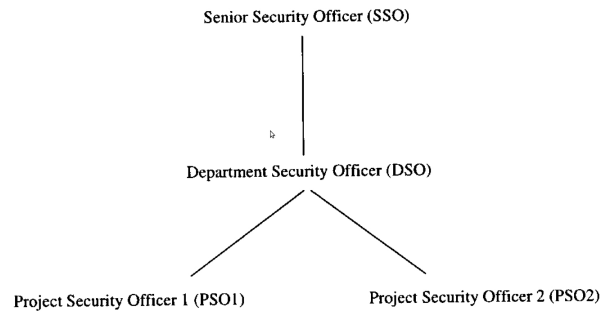 Senior Security Officer (SSO)
Department Security Officer (DSO)
Project Security Officer 1 (PSO1)
Project Security Officer 2 (PSO2)